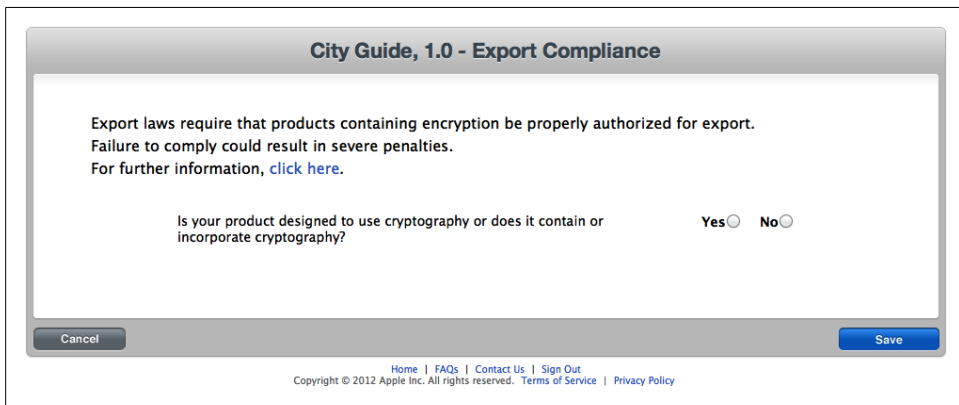 City Guide, 1.0 - Export Compliance
Export laws require that products containing encryption be properly authorized for export.
Failure to comply could result in severe penalties.
For further information, click here.
Is your product designed to use cryptography or does it contain or
incorporate cryptography?
Yes No
Cancel Save
Home | FAQs | Contact Us | Sign Out
Copyright © 2012 Apple Inc. All rights reserved. Terms of Service | Privacy Policy